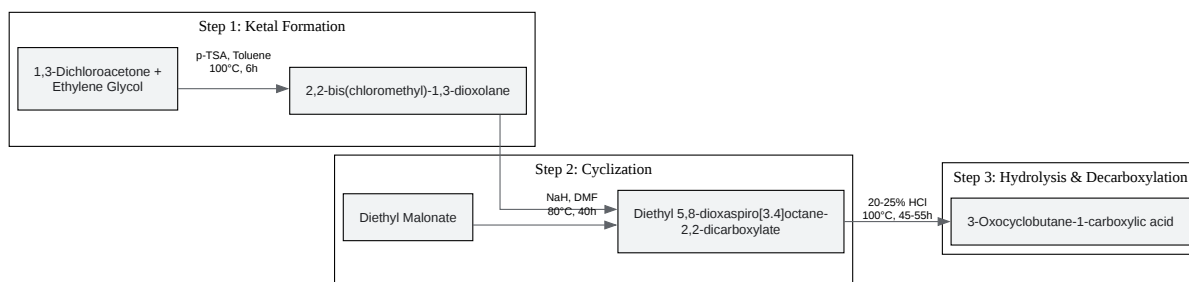 Step 1: Ketal Formation
1,3-Dichloroacetone +
Ethylene Glycol
p-TSA, Toluene
100°C, 6h
2,2-bis(chloromethyl)-1,3-dioxolane
Step 2: Cyclization
Diethyl Malonate
NaH, DMF
80°C, 40h
Diethyl 5,8-dioxaspiro[3.4]octane-
2,2-dicarboxylate
20-25% HCl
100°C, 45-55h
Step 3: Hydrolysis & Decarboxylation
3-Oxocyclobutane-1-carboxylic acid